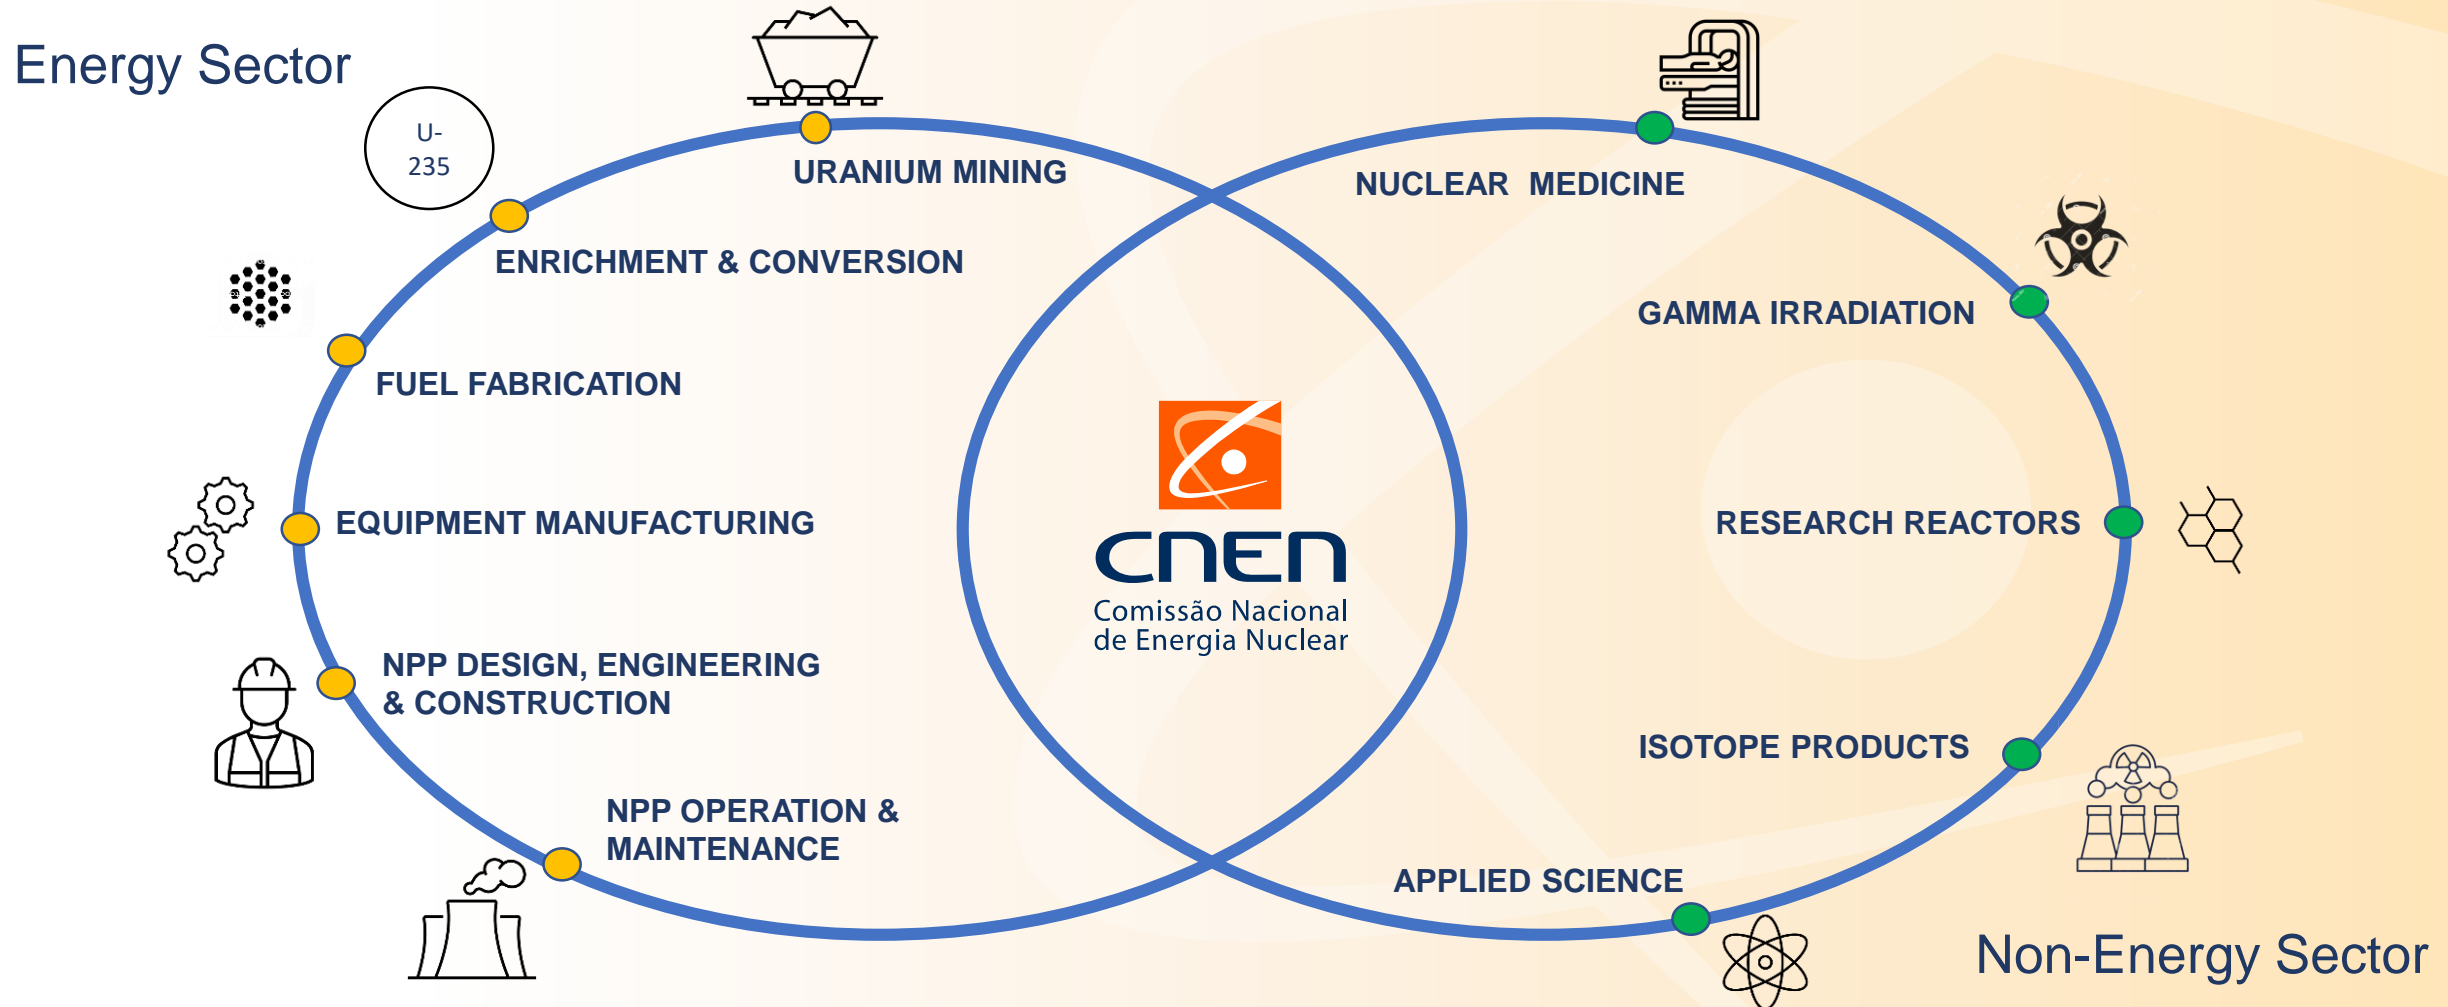 Energy Sector
U-
235
URANIUM MINING
ENRICHMENT & CONVERSION
FUEL FABRICATION
EQUIPMENT MANUFACTURING
NPP DESIGN, ENGINEERING
& CONSTRUCTION
NPP OPERATION &
MAINTENANCE
CNEN
Comissão Nacional
de Energia Nuclear
NUCLEAR MEDICINE
GAMMA IRRADIATION
RESEARCH REACTORS
ISOTOPE PRODUCTS
APPLIED SCIENCE
Non-Energy Sector